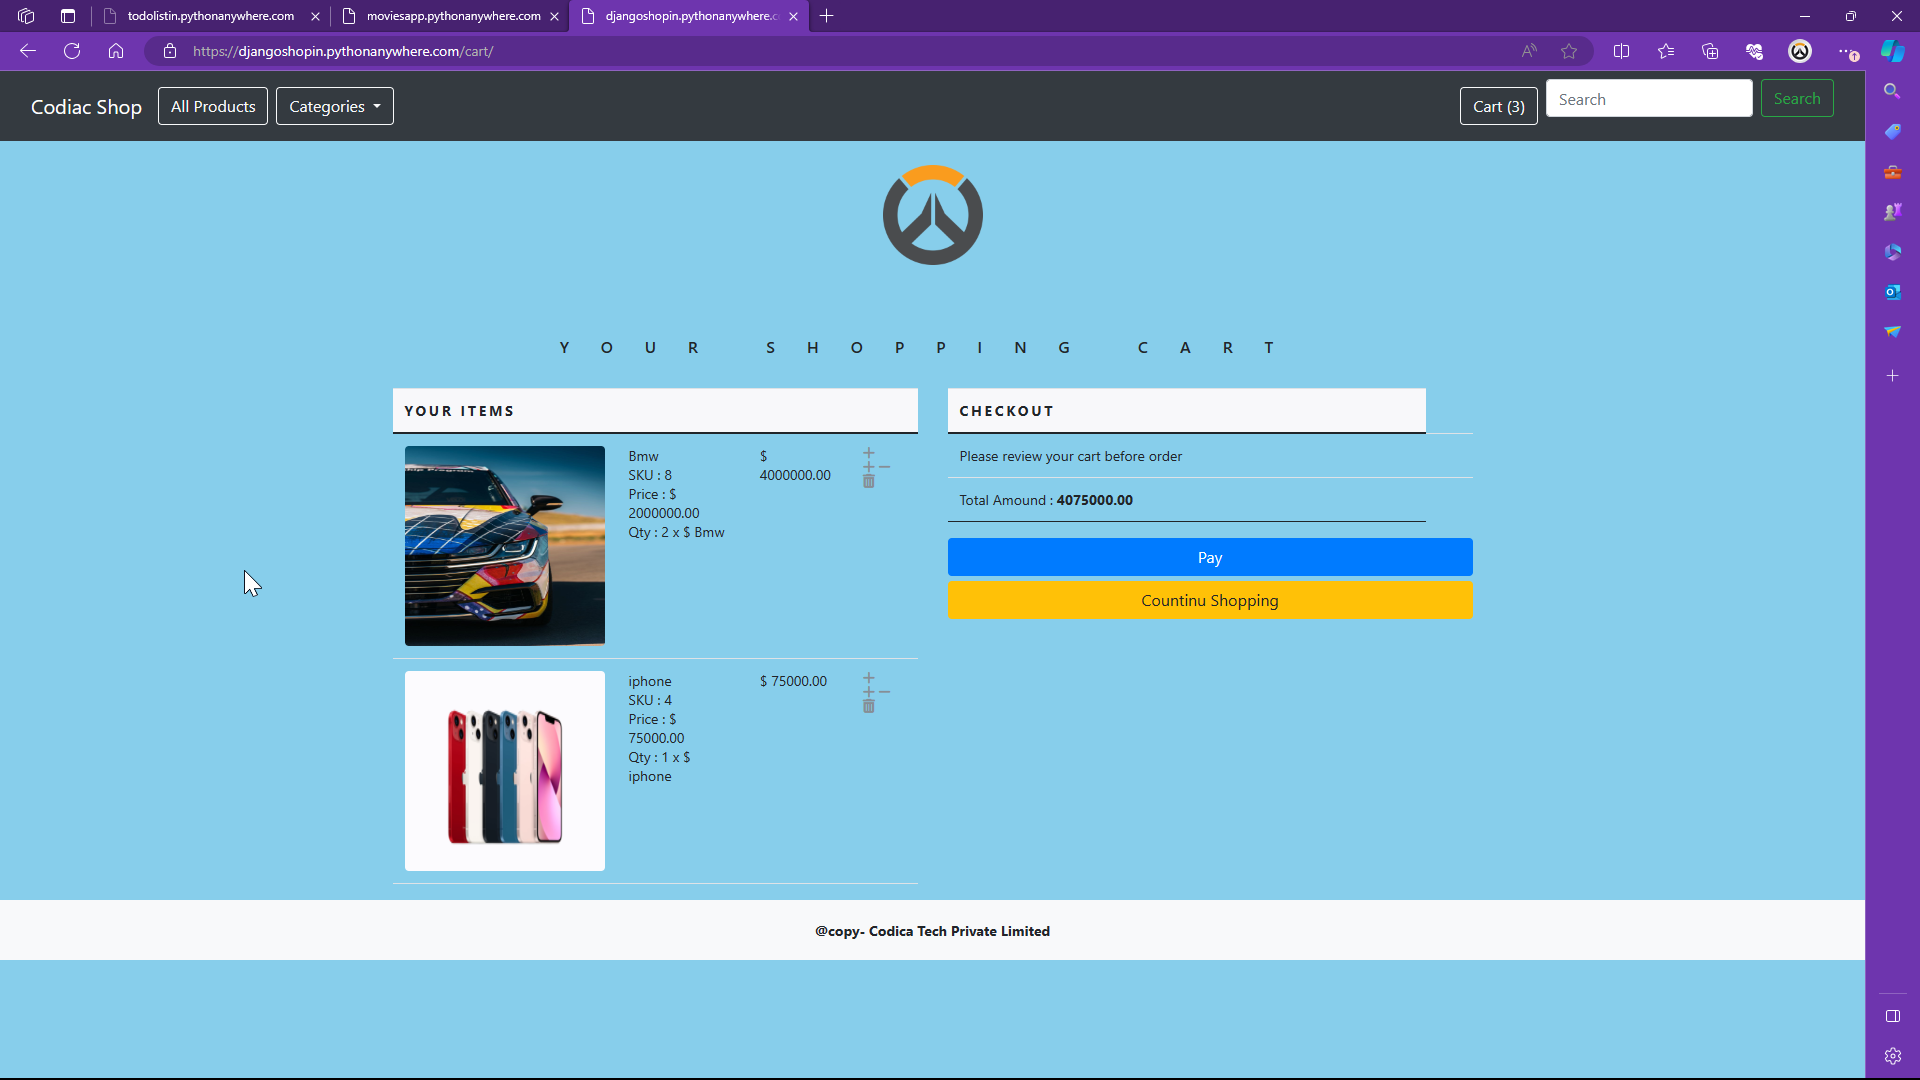 todolistin.pythonanywhere.com
moviesapp.pythonanywhere.com
djangoshopin.pythonanywhere.c
https://djangoshopin.pythonanywhere.com/cart/
Codiac Shop
All Products
Categories
Cart (3)
Search
Search
YOUR SHOPPING CART
YOUR ITEMS
Bmw
SKU : 8
Price : $
2000000.00
Qty : 2 x $ Bmw
$
4000000.00
iphone
SKU : 4
Price : $
75000.00
Qty : 1 x $
iphone
$ 75000.00
CHECKOUT
Please review your cart before order
Total Amound : 4075000.00
Pay
Countinu Shopping
@copy- Codica Tech Private Limited